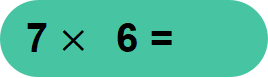 7 × 6 =